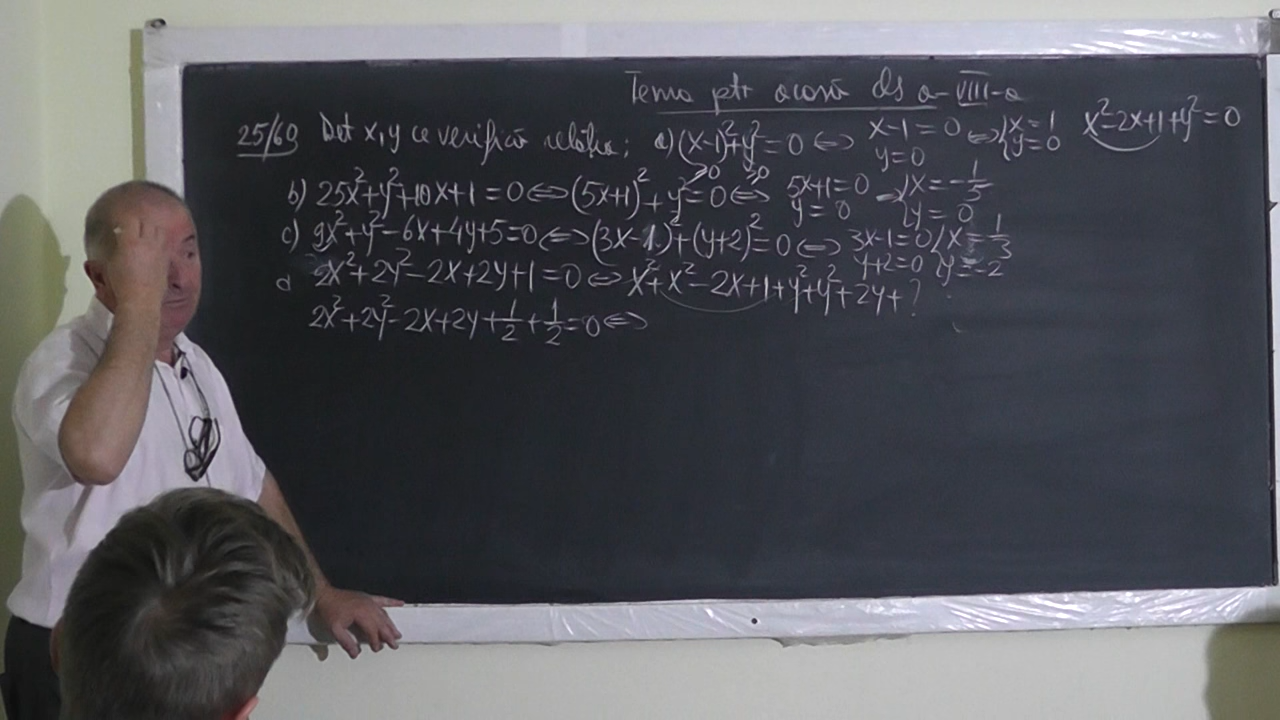 Tema ptr acasă cls a-VIII-a
25/69 Det x,y ce verifică relația; a) (x-1)²+y²=0 ⇔ x-1=0 y=0 ⇔ {x=1 y=0 x²-2x+1+y²=0
≥0 ≥0
b) 25x²+y²+10x+1=0 ⇔ (5x+1)²+y²=0 ⇔ 5x+1=0 y=0 ⇒ {x=-1/5 y=0
c) 9x²+y²-6x+4y+5=0 ⇔ (3x-1)²+(y+2)²=0 ⇔ 3x-1=0 y+2=0 {x=1/3 y=-2
d 2x²+2y²-2x+2y+1=0 ⇔ x²+x²-2x+1+y²+y²+2y+?
2x²+2y²-2x+2y+1/2+1/2=0 ⇔